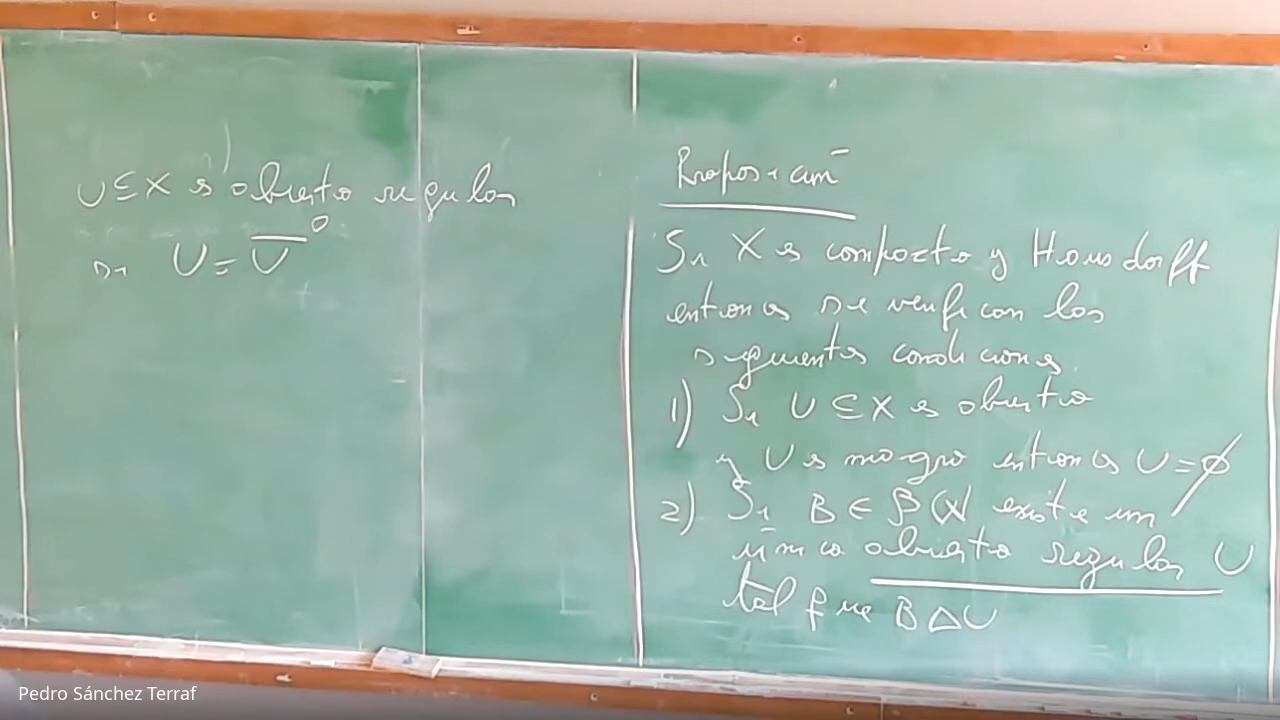 U ⊆ X es abierto regular
si U = U̅°
Proposición
Si X es compacto y Hausdorff
entonces se verifican las
siguientes condiciones
1) Si U ⊆ X es abierto
y U es magro entonces U = ∅
2) Si B ∈ B(X) existe un
único abierto regular U
tal que B Δ U
Pedro Sánchez Terraf